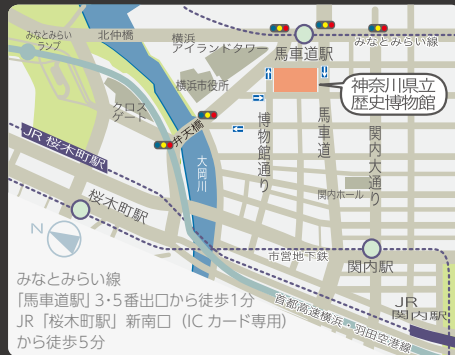 みなとみらい
ランプ
北仲橋
横浜
アイランドタワー
馬車道駅
みなとみらい線
横浜市役所
神奈川県立
歴史博物館
クロス
ゲート
弁天橋
大岡川
博物館通り
馬車道
関内大通り
関内ホール
JR 桜木町駅
桜木町駅
N
市営地下鉄
関内駅
首都高速横浜 羽田空港線
JR
関内駅
みなとみらい線
「馬車道駅」3・5番出口から徒歩1分
JR「桜木町駅」新南口(ICカード専用)
から徒歩5分